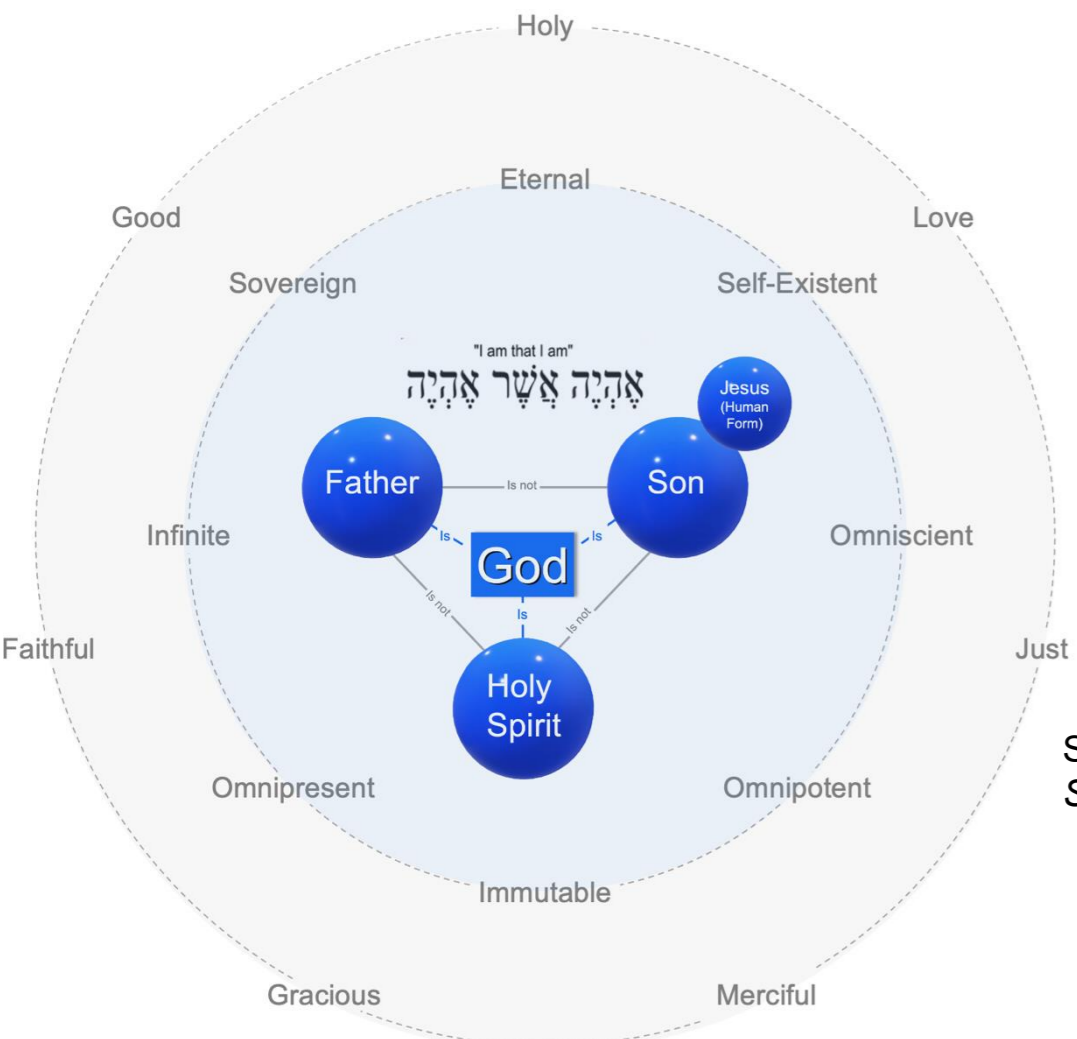 Holy
Eternal
Good
Love
Sovereign
Self-Existent
"I am that I am"
אֶהְיֶה אֲשֶׁר אֶהְיֶה
Jesus
(Human
Form)
Father
Is not
Son
Infinite
Is
Is
Omniscient
God
Is not
Is
Is not
Faithful
Just
Holy
Spirit
S
S
Omnipresent
Omnipotent
Immutable
Gracious
Merciful